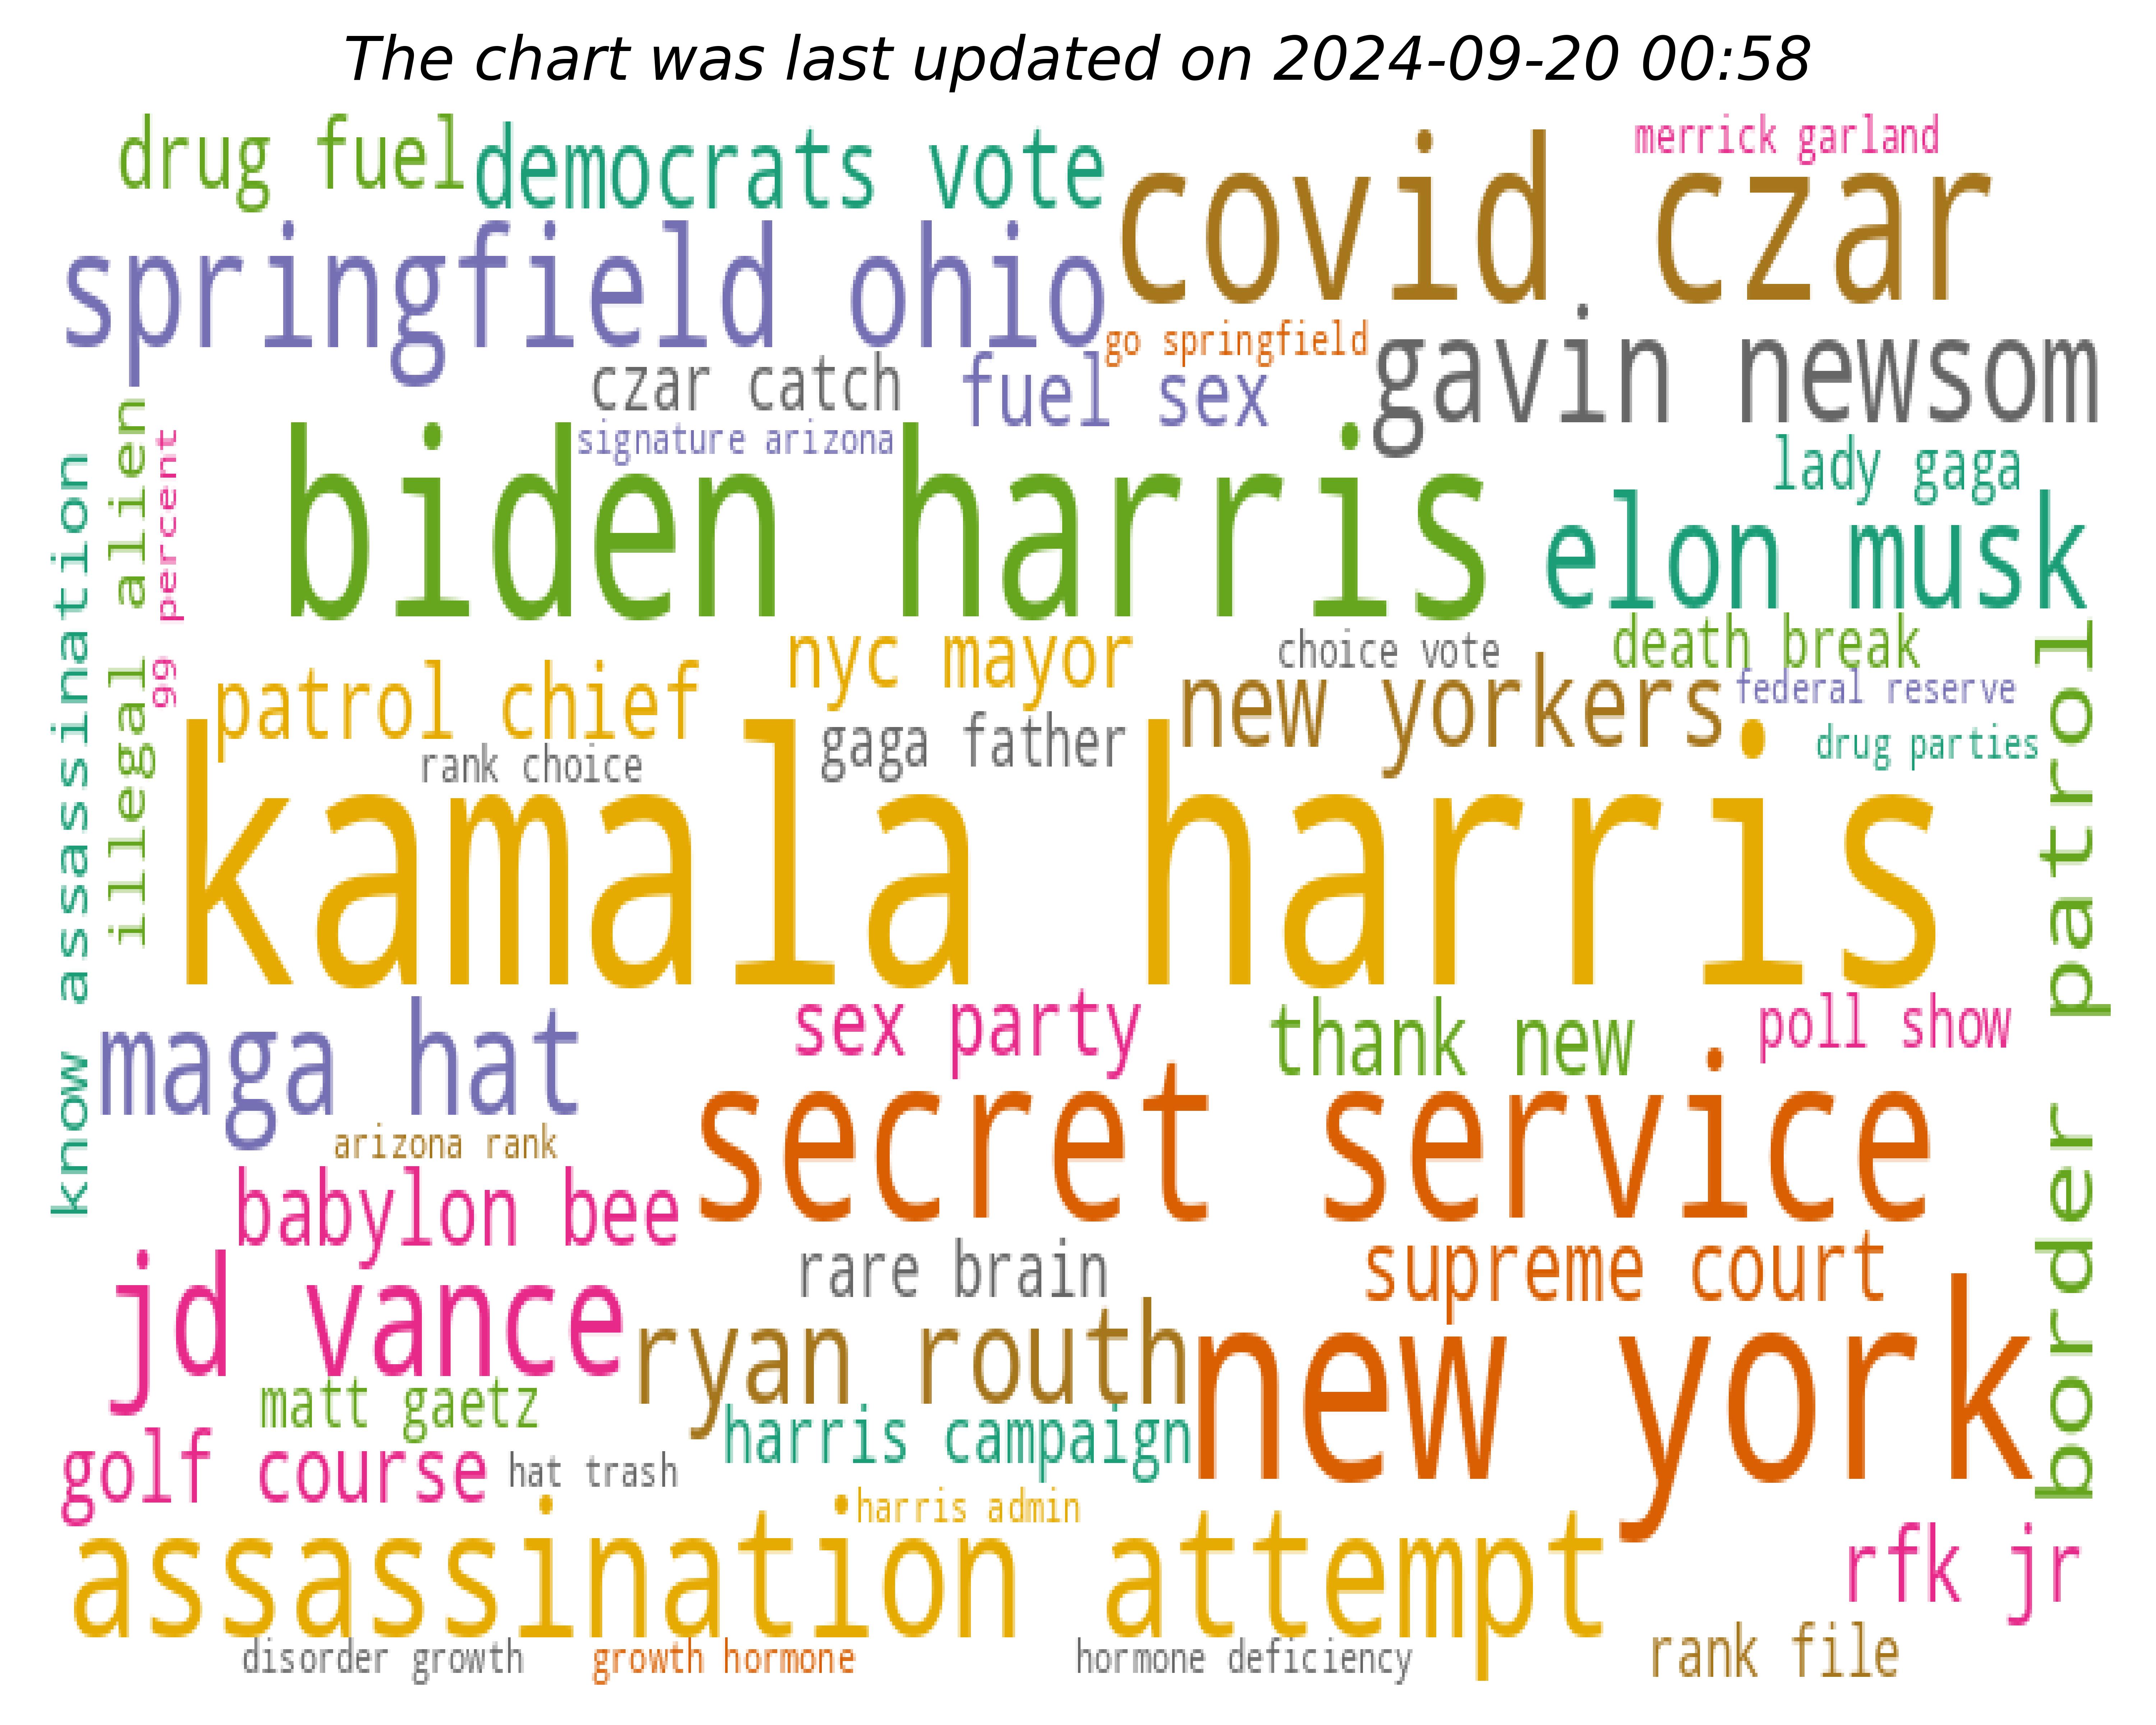 The chart was last updated on 2024-09-20 00:58
drug fuel
democrats vote
covid czar
merrick garland
springfield ohio
go springfield
gavin newsom
czar catch
fuel sex
signature arizona
lady gaga
biden harris
elon musk
know assassination
illegal alien
99 percent
nyc mayor
choice vote
death break
patrol chief
new yorkers
federal reserve
rank choice
gaga father
drug parties
kamala harris
border patrol
maga hat
sex party
thank new
poll show
secret service
arizona rank
babylon bee
rare brain
supreme court
jd vance
ryan routh
new york
matt gaetz
harris campaign
golf course
hat trash
harris admin
assassination attempt
rfk jr
disorder growth
growth hormone
hormone deficiency
rank file